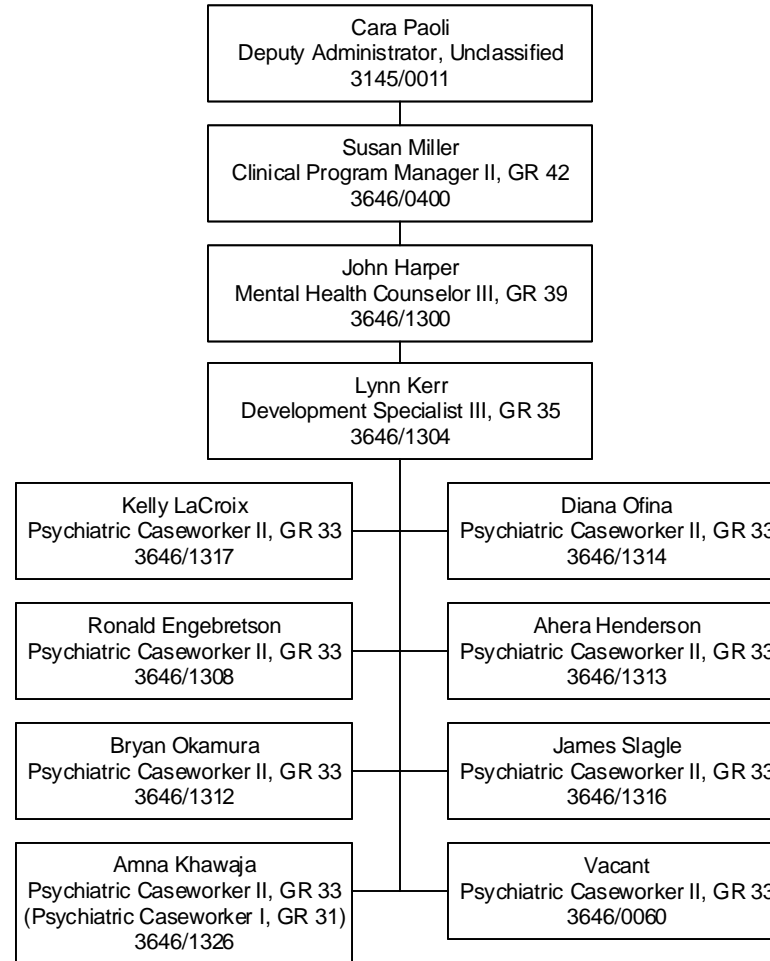 Cara Paoli
Deputy Administrator, Unclassified
3145/0011
Susan Miller
Clinical Program Manager II, GR 42
3646/0400
John Harper
Mental Health Counselor III, GR 39
3646/1300
Lynn Kerr
Development Specialist III, GR 35
3646/1304
Kelly LaCroix
Psychiatric Caseworker II, GR 33
3646/1317
Diana Ofina
Psychiatric Caseworker II, GR 33
3646/1314
Ronald Engebretson
Psychiatric Caseworker II, GR 33
3646/1308
Ahera Henderson
Psychiatric Caseworker II, GR 33
3646/1313
Bryan Okamura
Psychiatric Caseworker II, GR 33
3646/1312
James Slagle
Psychiatric Caseworker II, GR 33
3646/1316
Amna Khawaja
Psychiatric Caseworker II, GR 33
(Psychiatric Caseworker I, GR 31)
3646/1326
Vacant
Psychiatric Caseworker II, GR 33
3646/0060